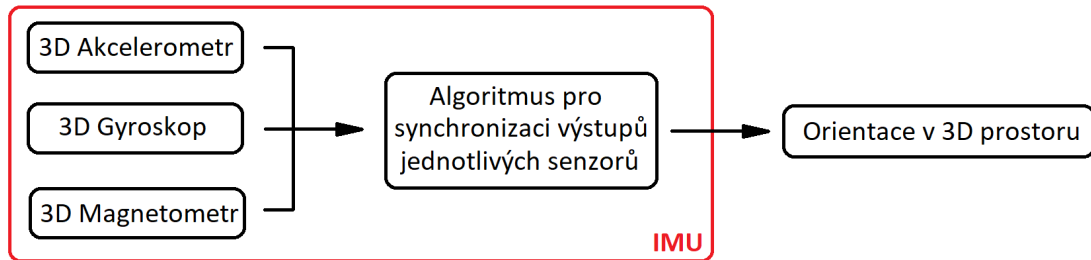 3D Akcelerometr
3D Gyroskop
3D Magnetometr
Algoritmus pro
synchronizaci výstupů
jednotlivých senzorů
IMU
Orientace v 3D prostoru